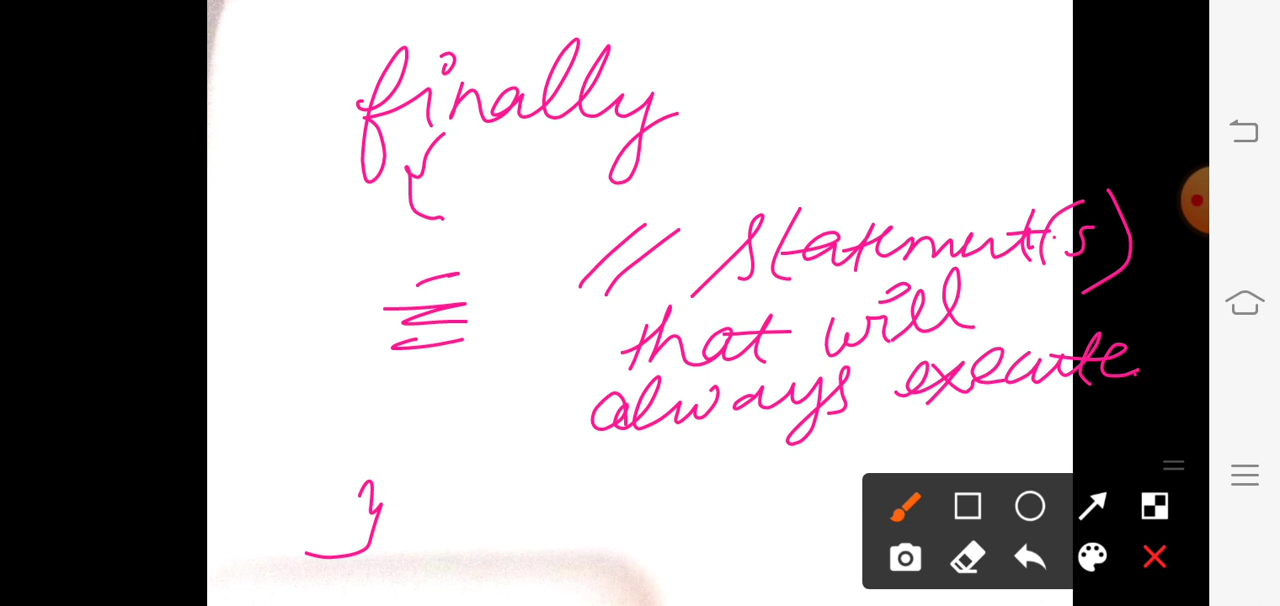 finally
{
// statement(s)
that will
always execute
}